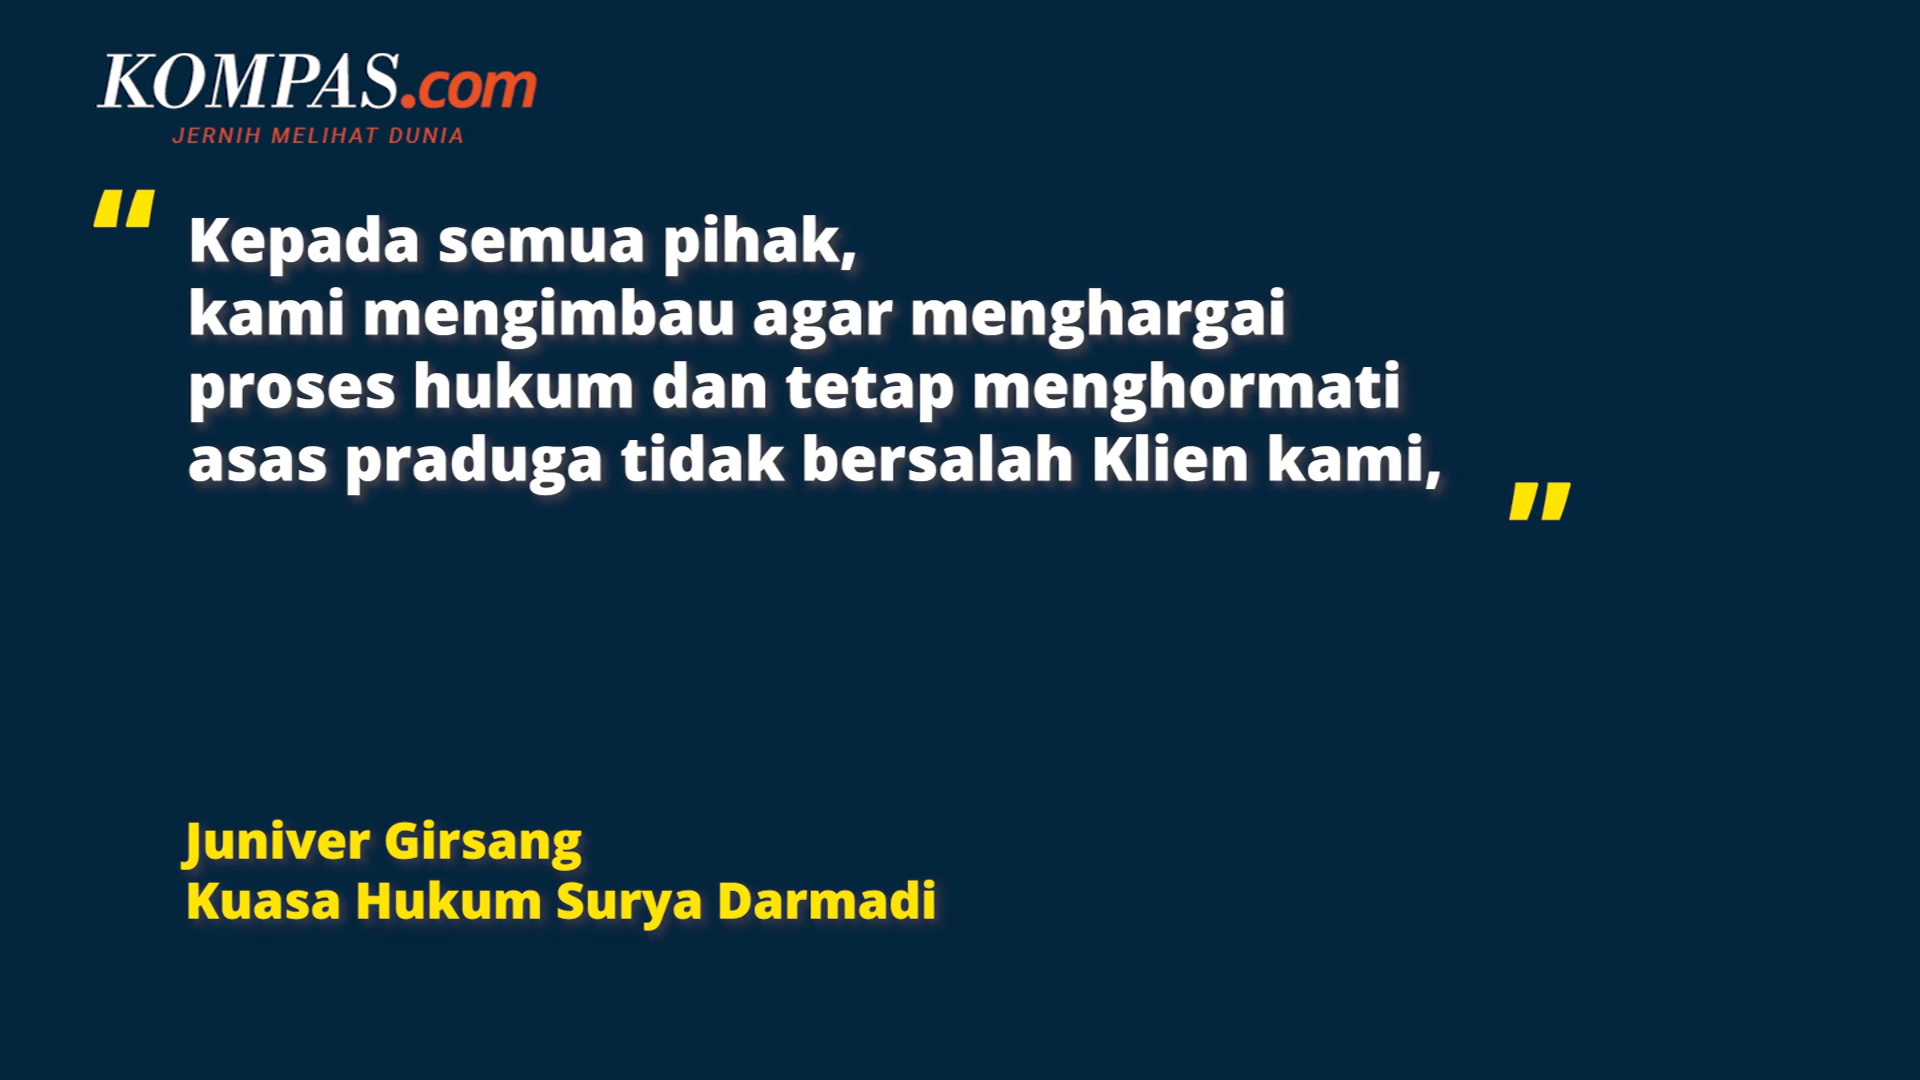 KOMPAS.com
JERNIH MELIHAT DUNIA
“Kepada semua pihak,
kami mengimbau agar menghargai
proses hukum dan tetap menghormati
asas praduga tidak bersalah Klien kami,”
Juniver Girsang
Kuasa Hukum Surya Darmadi